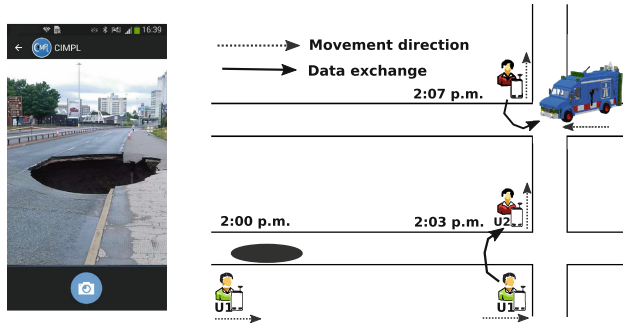 16:39
CIMPL
Movement direction
Data exchange
2:07 p.m.
2:00 p.m.
2:03 p.m.
U2
U1
U1